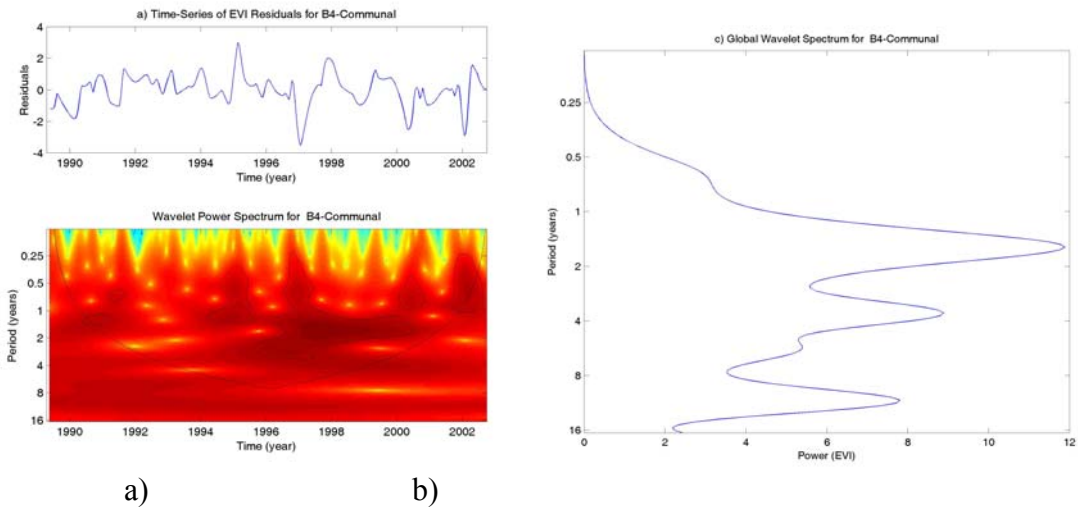 a) Time-Series of EVI Residuals for B4-Communal
4
2
0
-2
-4
Residuals
1990 1992 1994 1996 1998 2000 2002
Time (year)
Wavelet Power Spectrum for B4-Communal
0.25
0.5
1
2
4
8
16
Period (years)
1990 1992 1994 1996 1998 2000 2002
Time (year)
c) Global Wavelet Spectrum for B4-Communal
0.25
0.5
1
2
4
8
16
Period (years)
0 2 4 6 8 10 12
Power (EVI)
a) b)